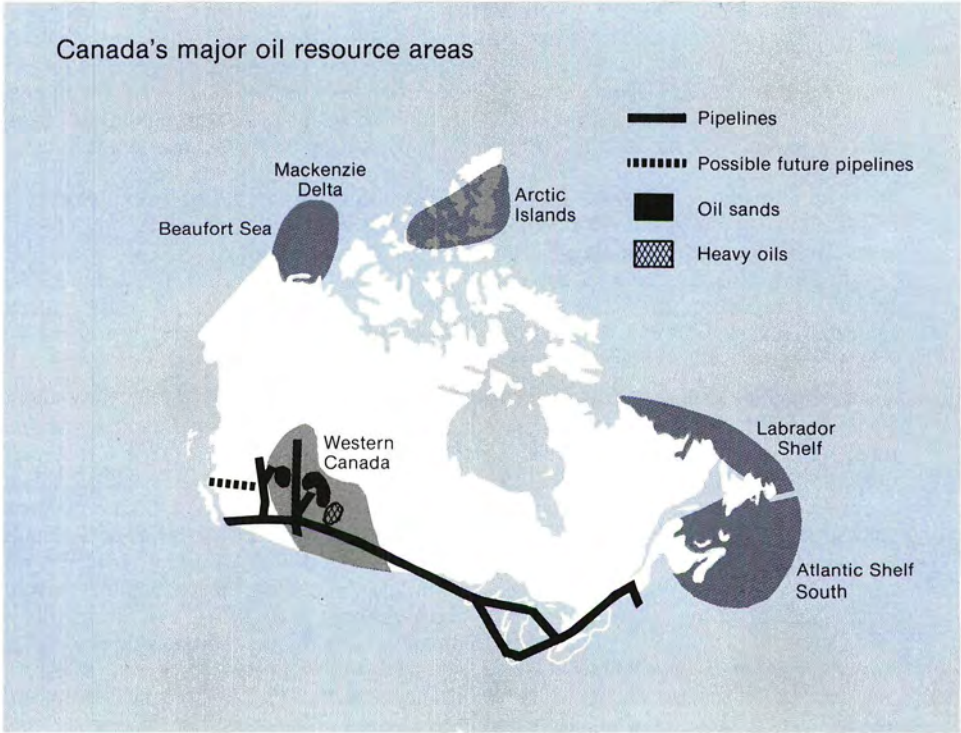 Canada's major oil resource areas
Pipelines
Possible future pipelines
Oil sands
Heavy oils
Mackenzie
Delta
Beaufort Sea
Arctic
Islands
Western
Canada
Labrador
Shelf
Atlantic Shelf
South